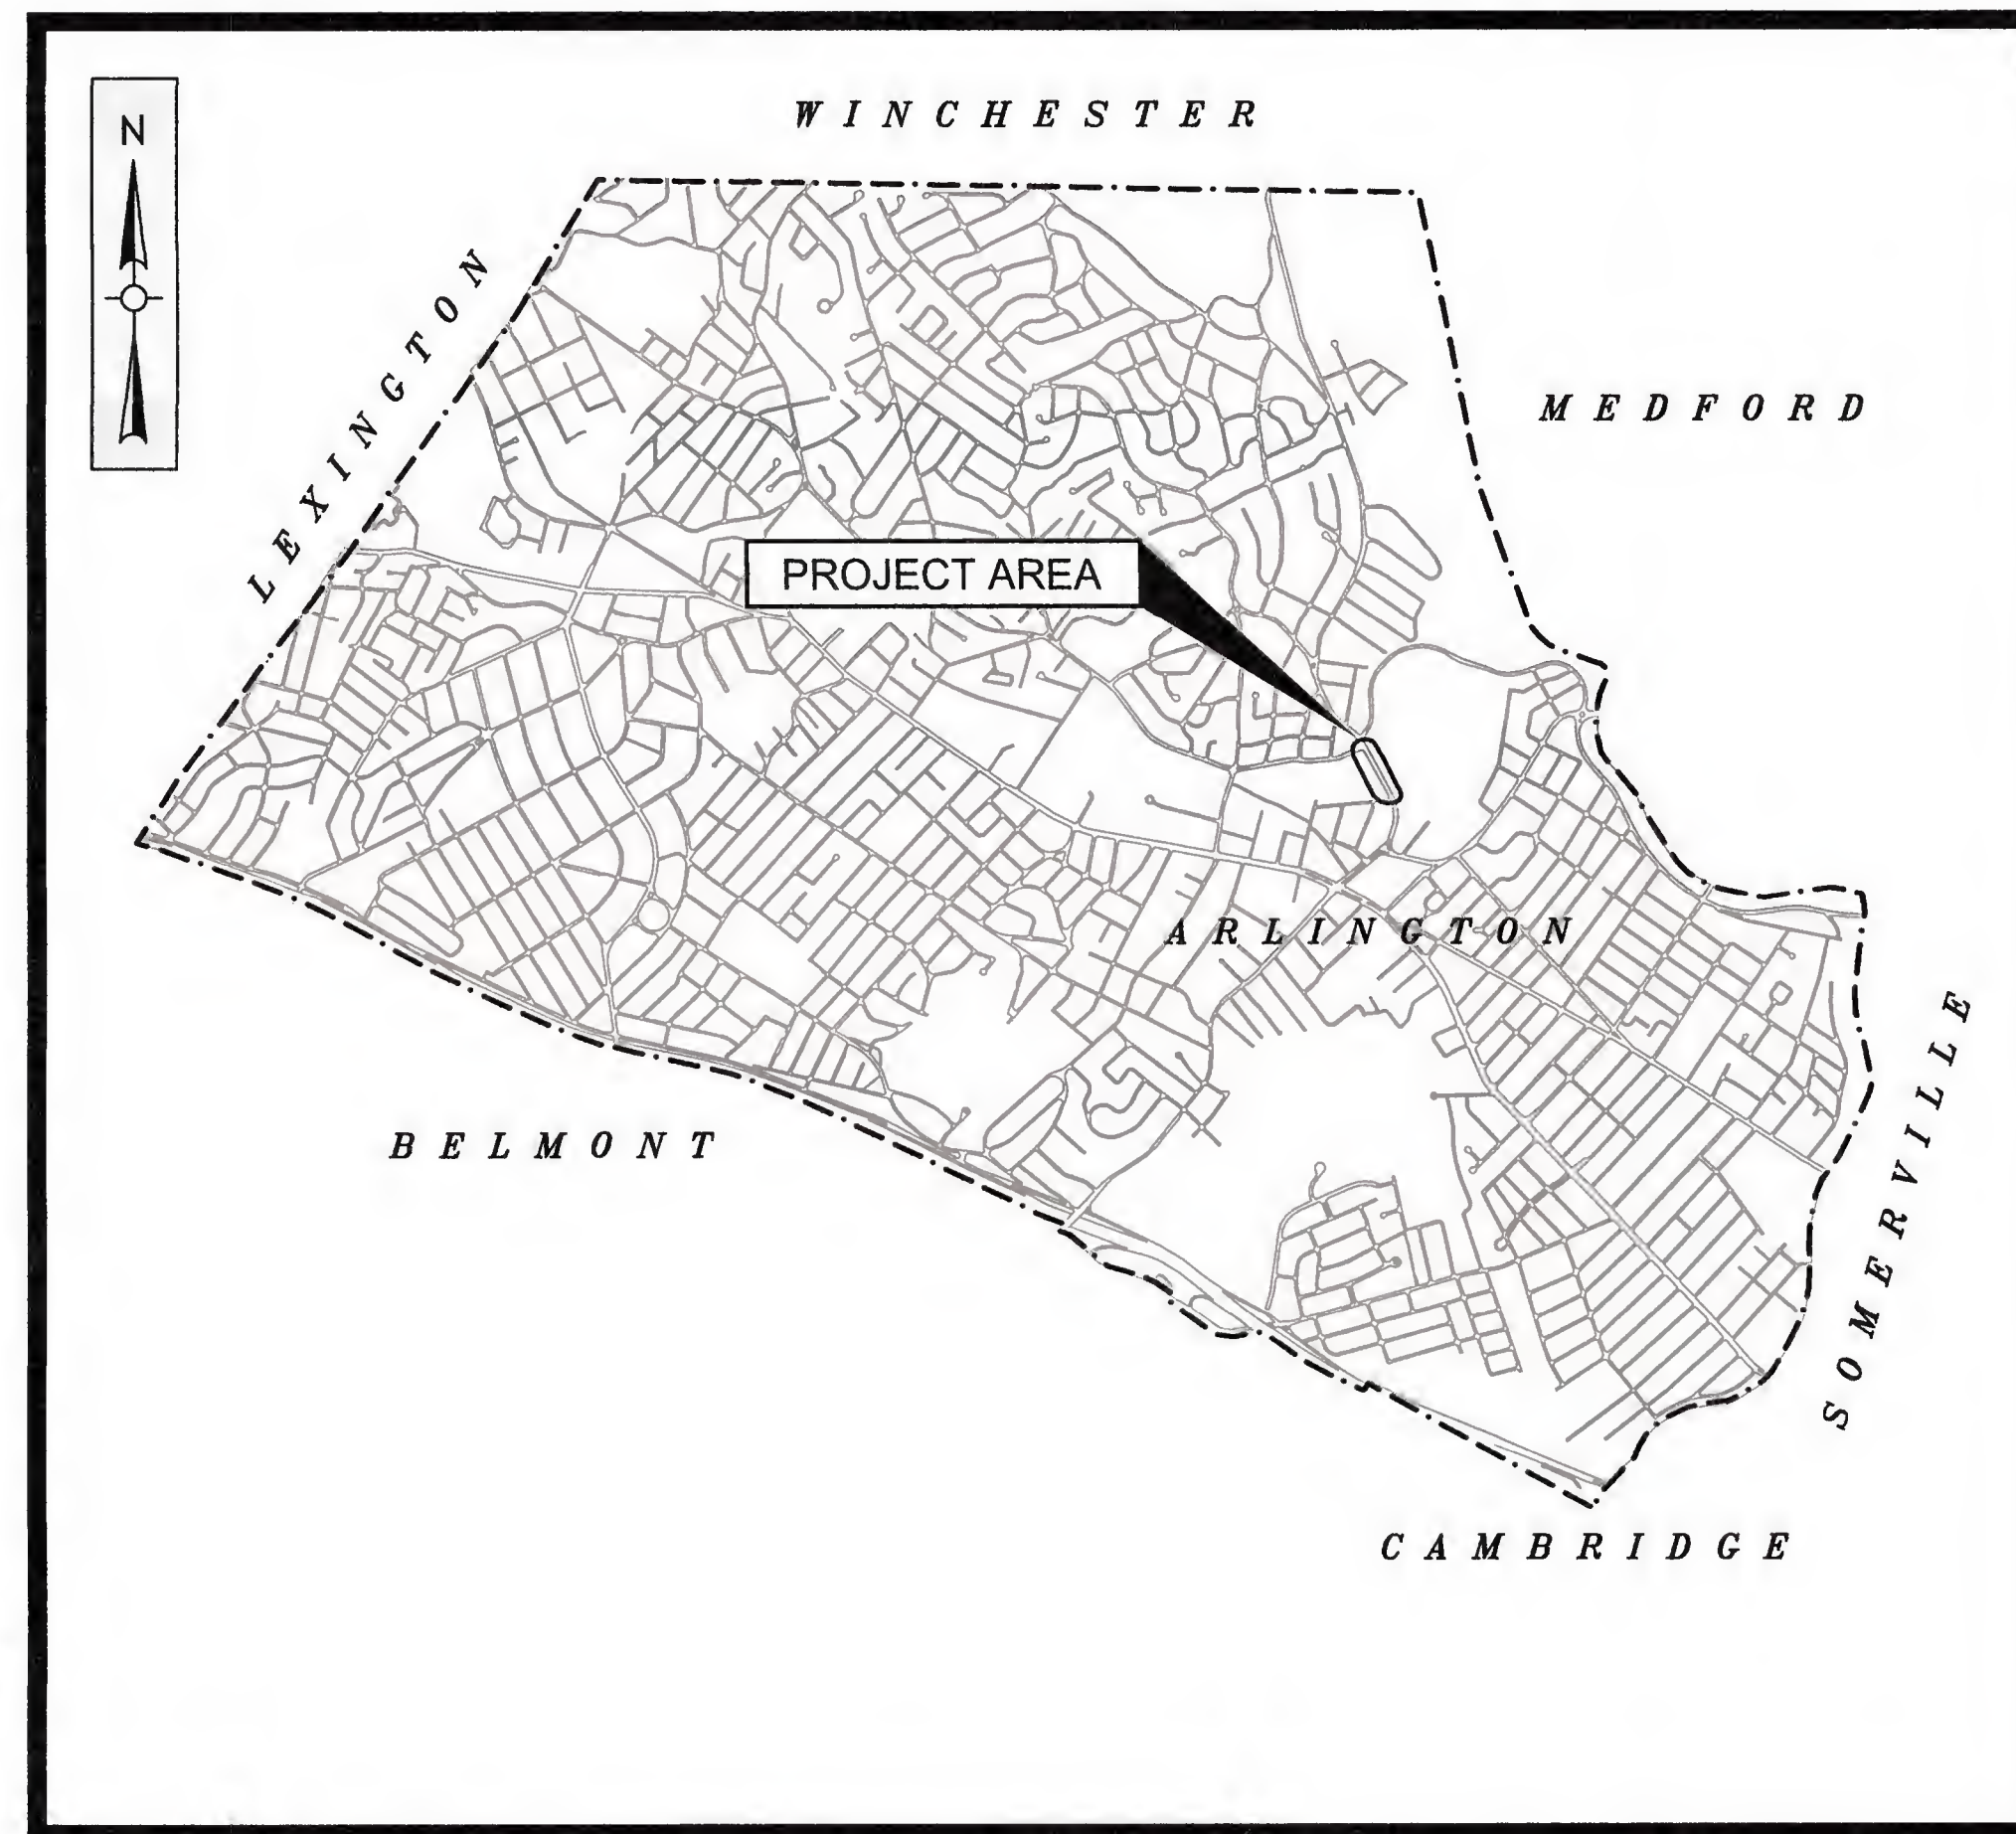 WINCHESTER
N
LEXINGTON
MEDFORD
PROJECT AREA
ARLINGTON
BELMONT
SOMERVILLE
CAMBRIDGE